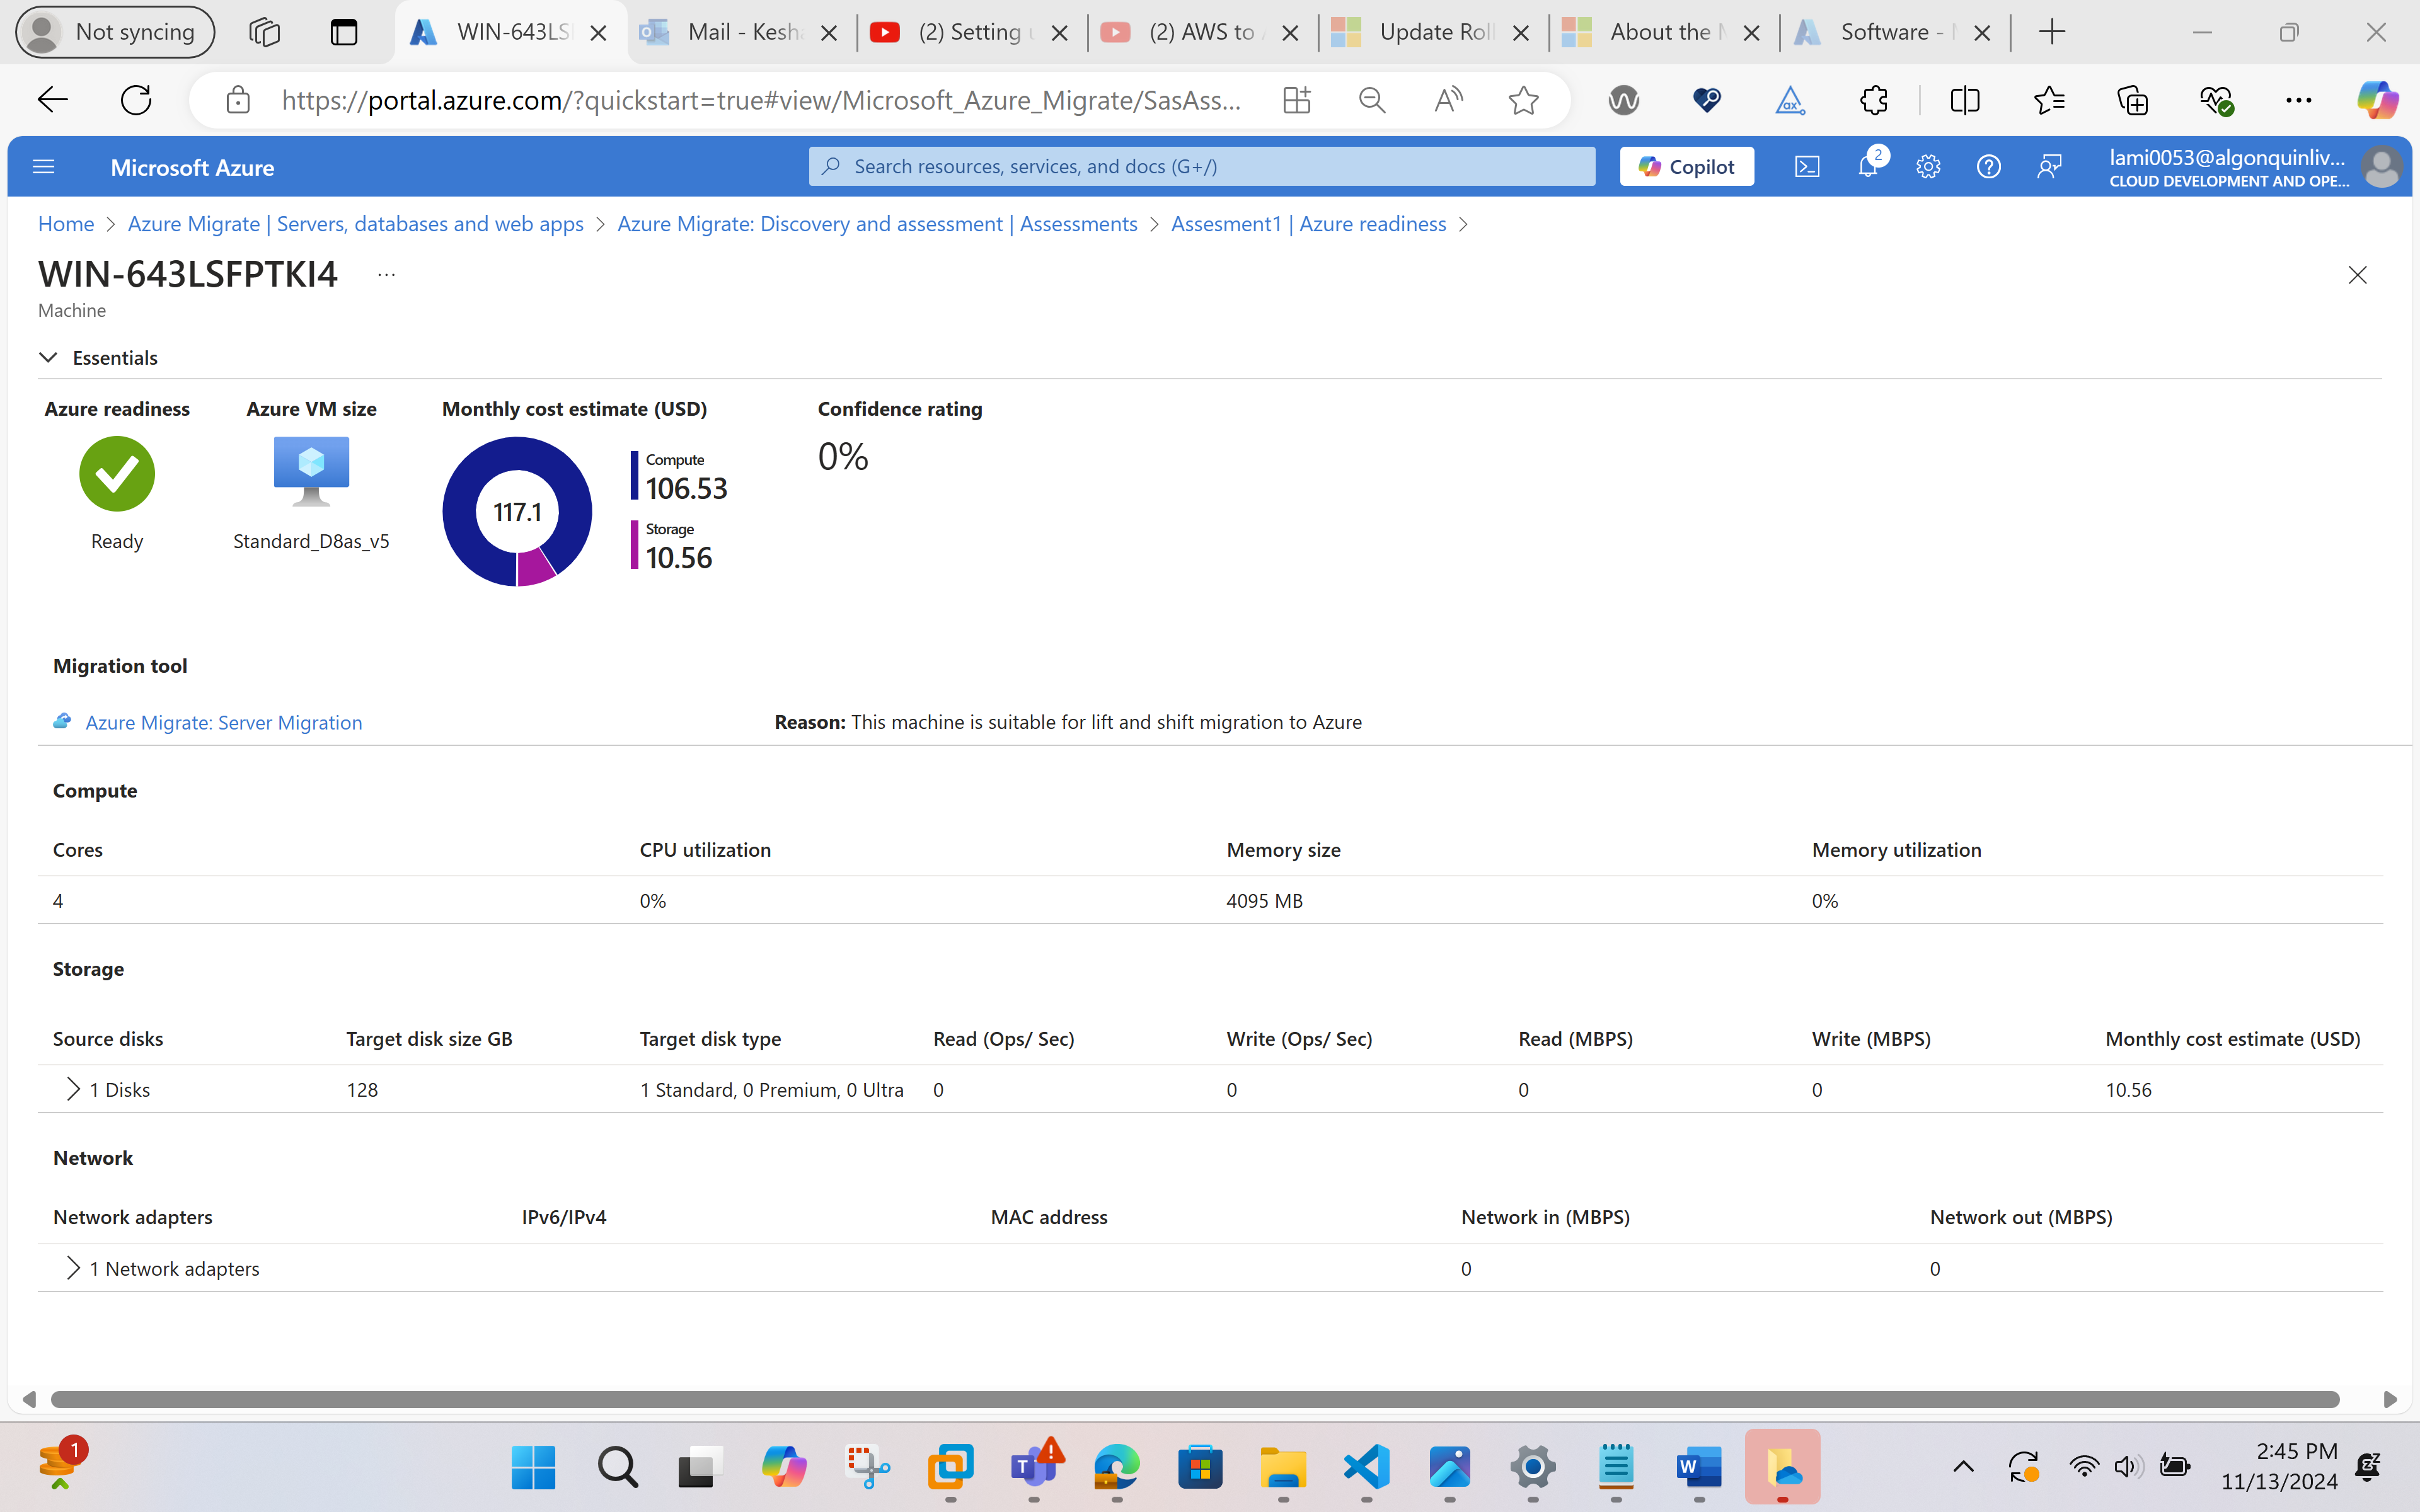 Not syncing
WIN-643LS
Mail - Kesh
(2) Setting
(2) AWS to
Update Roll
About the
Software -
https://portal.azure.com/?quickstart=true#view/Microsoft_Azure_Migrate/SasAss...
Microsoft Azure
Search resources, services, and docs (G+/)
Copilot
2
lami0053@algonquinliv...
CLOUD DEVELOPMENT AND OPE...
Home > Azure Migrate | Servers, databases and web apps > Azure Migrate: Discovery and assessment | Assessments > Assesment1 | Azure readiness >
WIN-643LSFPTKI4 ...
Machine
Essentials
Azure readiness Azure VM size Monthly cost estimate (USD) Confidence rating
0%
Compute
106.53
117.1
Storage
10.56
Ready Standard_D8as_v5
Migration tool
Azure Migrate: Server Migration Reason: This machine is suitable for lift and shift migration to Azure
Compute
Cores CPU utilization Memory size Memory utilization
4 0% 4095 MB 0%
Storage
Source disks Target disk size GB Target disk type Read (Ops/ Sec) Write (Ops/ Sec) Read (MBPS) Write (MBPS) Monthly cost estimate (USD)
1 Disks 128 1 Standard, 0 Premium, 0 Ultra 0 0 0 0 10.56
Network
Network adapters IPv6/IPv4 MAC address Network in (MBPS) Network out (MBPS)
1 Network adapters 0 0
1
2:45 PM
11/13/2024